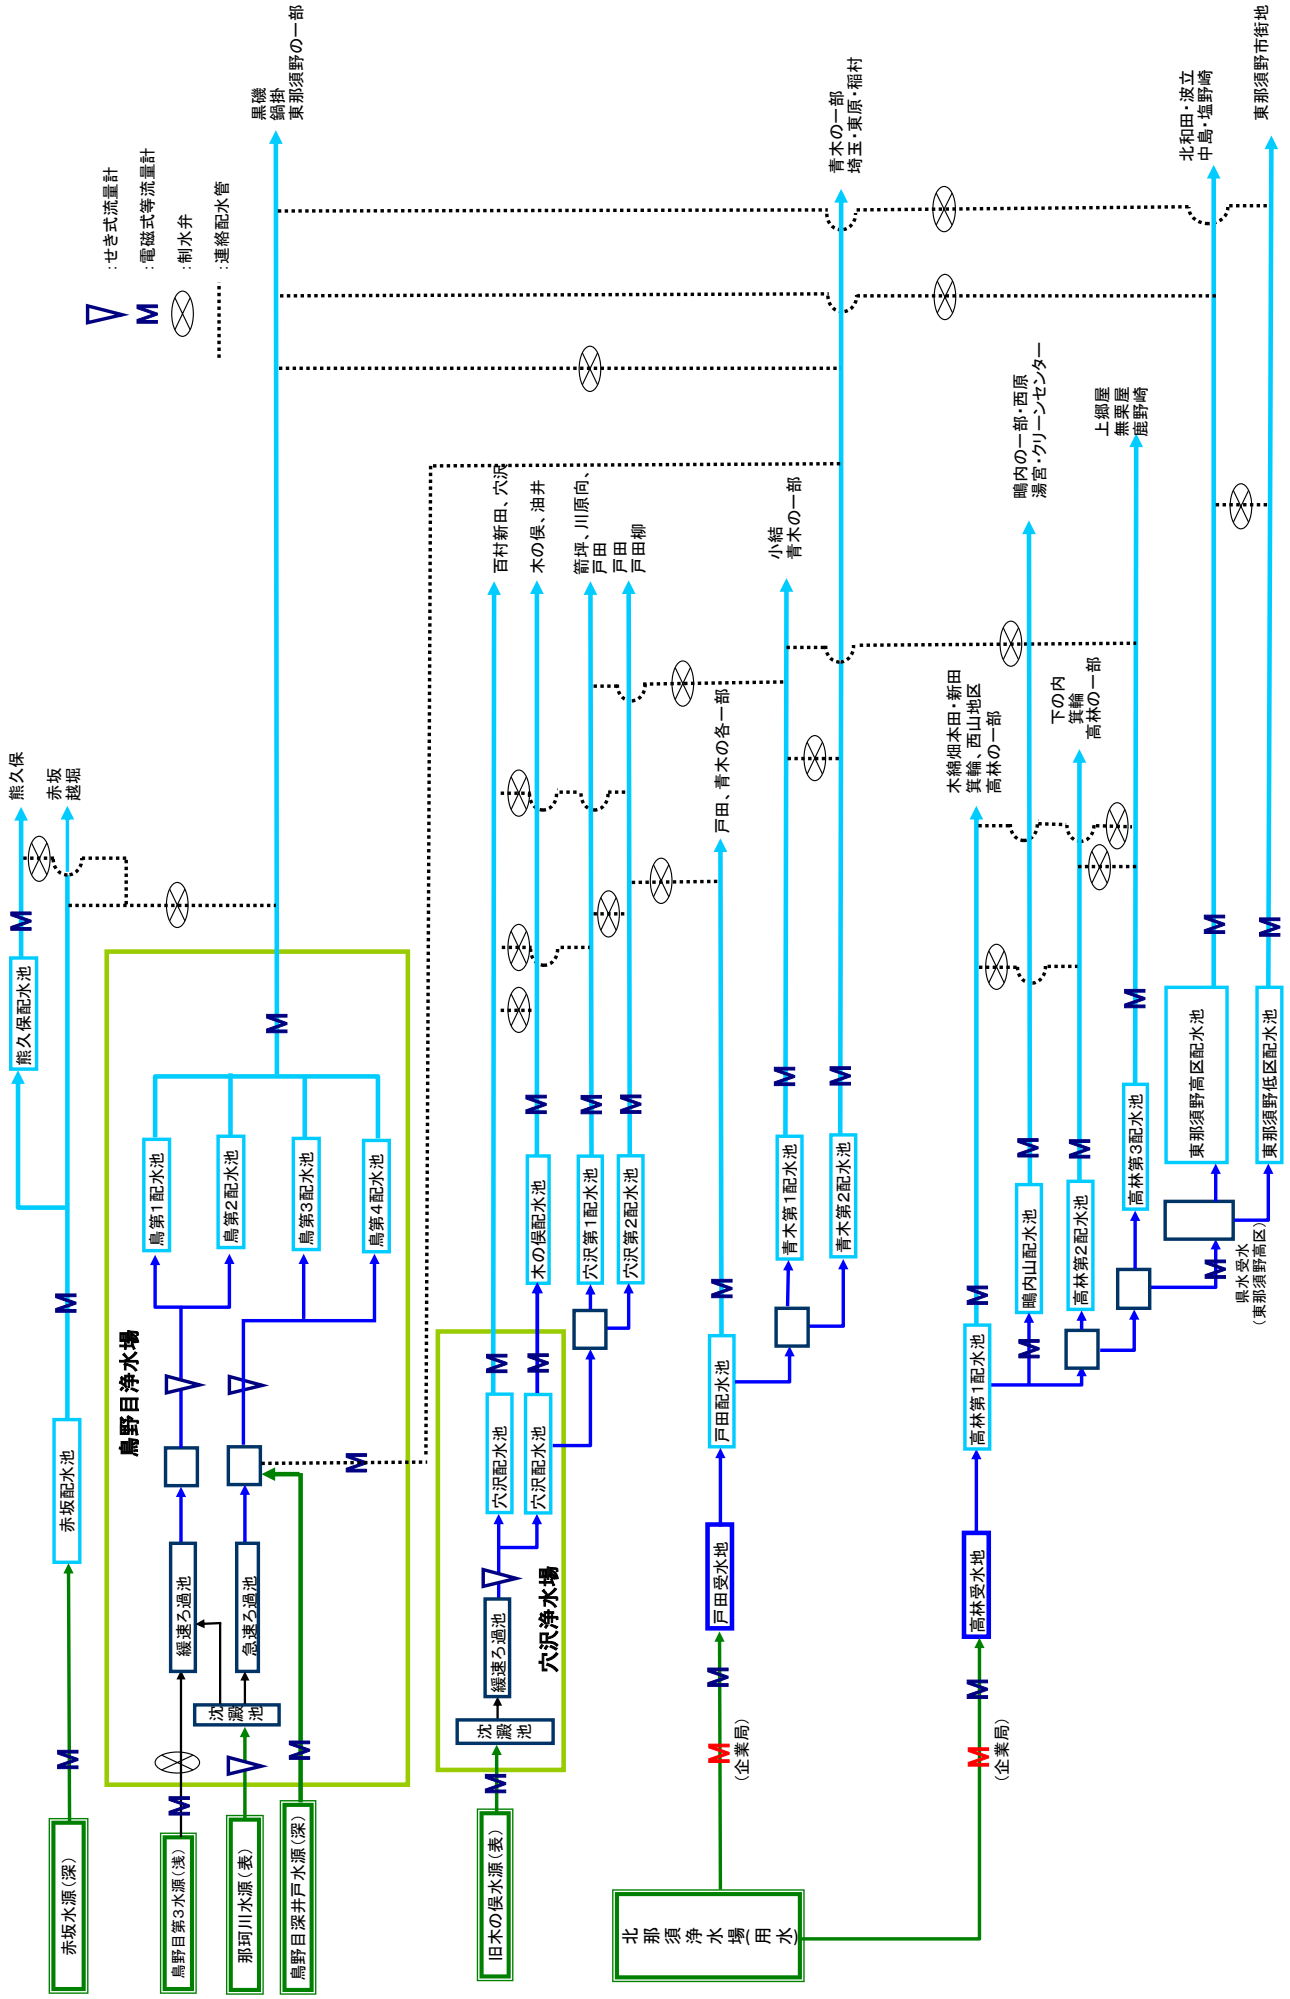 :せき式流量計
M
:電磁式等流量計
:制水弁
:連絡配水管
熊久保
赤坂
越堀
黒磯
鍋掛
東那須野の一部
百村新田、穴沢
木の俣、油井
箭坪、川原向、
戸田
戸田
戸田柳
戸田、青木の各一部
小結
青木の一部
青木の一部
埼玉・東原・稲村
木綿畑本田・新田
箕輪、西山地区
高林の一部
鴫内の一部・西原
湯宮・クリーンセンター
下の内
箕輪
高林の一部
上郷屋
無栗屋
鹿野崎
北和田・波立
中島・塩野崎
東那須野市街地
M
熊久保配水池
M
赤坂配水池
M
赤坂水源(深)
鳥野目浄水場
M
鳥第1配水池
鳥第2配水池
鳥第3配水池
鳥第4配水池
緩速ろ過池
急速ろ過池
沈澱池
M
M
M
鳥野目第3水源(浅)
那珂川水源(表)
鳥野目深井戸水源(深)
M
M
M
木の俣配水池
穴沢第1配水池
穴沢第2配水池
M
M
穴沢配水池
穴沢配水池
穴沢浄水場
緩速ろ過池
沈澱池
M
旧木の俣水源(表)
M
戸田配水池
戸田受水地
M
M
(企業局)
M
M
青木第1配水池
青木第2配水池
北那須浄水場(用水)
M
高林第1配水池
高林受水地
M
M
(企業局)
M
鴫内山配水池
M
M
高林第2配水池
M
高林第3配水池
M
M
東那須野高区配水池
東那須野低区配水池
M
県水受水
(東那須野高区)